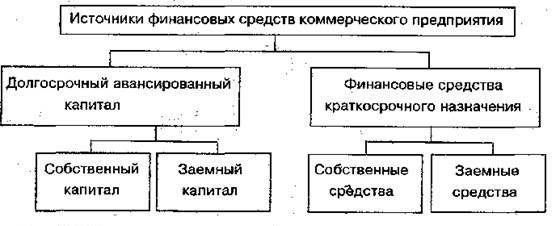 Источники финансовых средств коммерческого предприятия
Долгосрочный авансированный
капитал
Финансовые средства
краткосрочного назначения
Собственный
капитал
Заемный
капитал
Собственные
средства
Заемные
средства